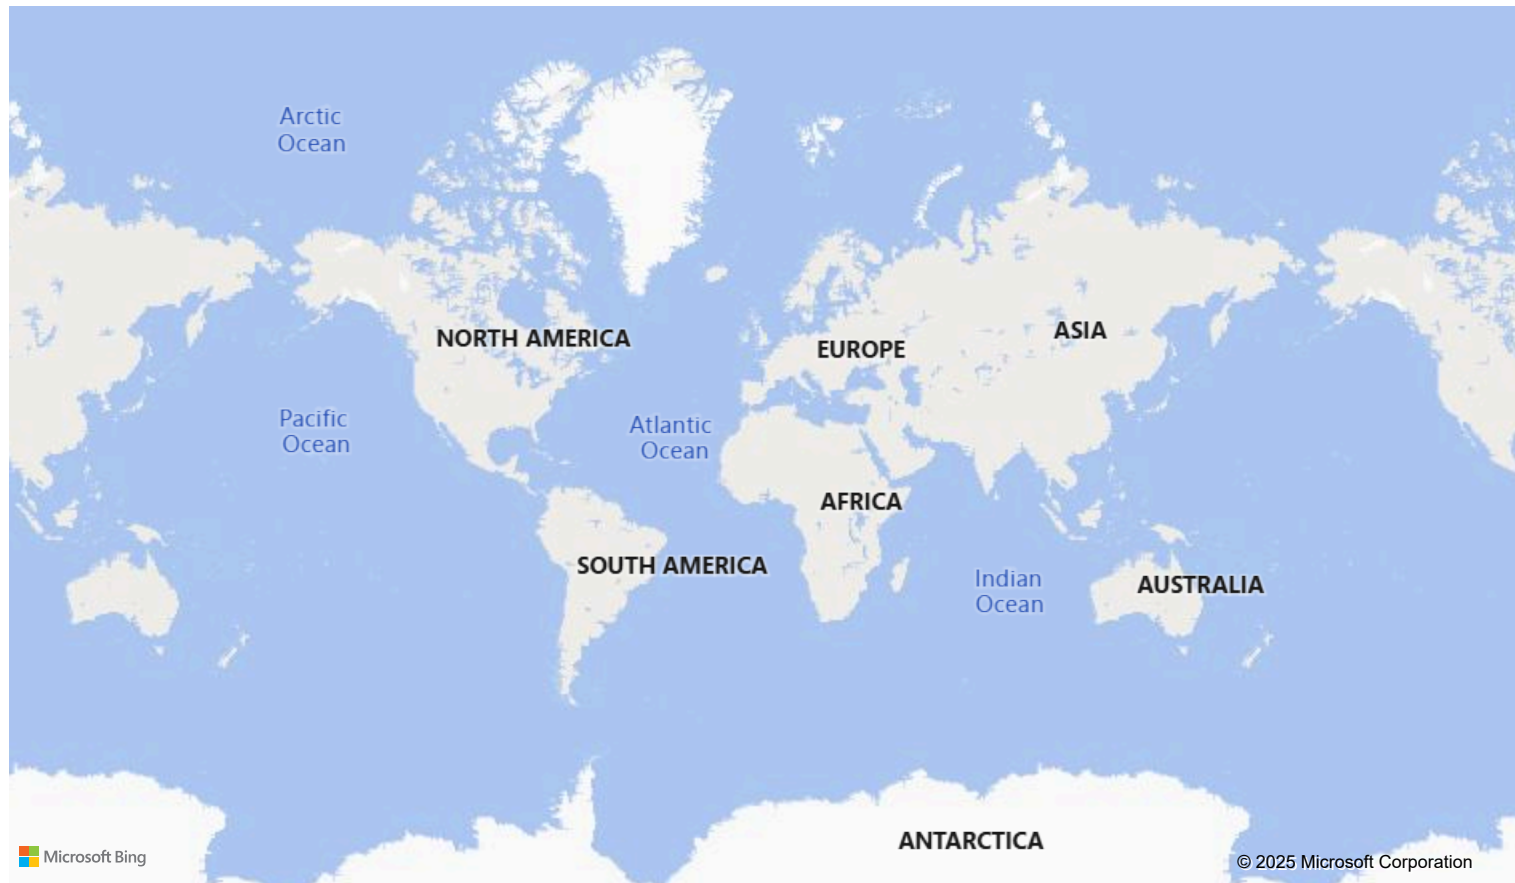 Arctic
Ocean
NORTH AMERICA
EUROPE
ASIA
Pacific
Ocean
Atlantic
Ocean
AFRICA
SOUTH AMERICA
Indian
Ocean
AUSTRALIA
ANTARCTICA
Microsoft Bing
© 2025 Microsoft Corporation